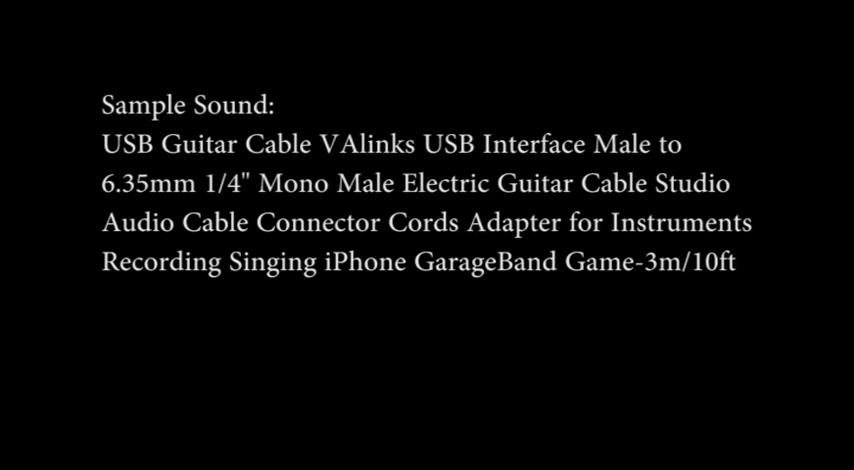 Sample Sound:
USB Guitar Cable VAlinks USB Interface Male to
6.35mm 1/4" Mono Male Electric Guitar Cable Studio
Audio Cable Connector Cords Adapter for Instruments
Recording Singing iPhone GarageBand Game-3m/10ft